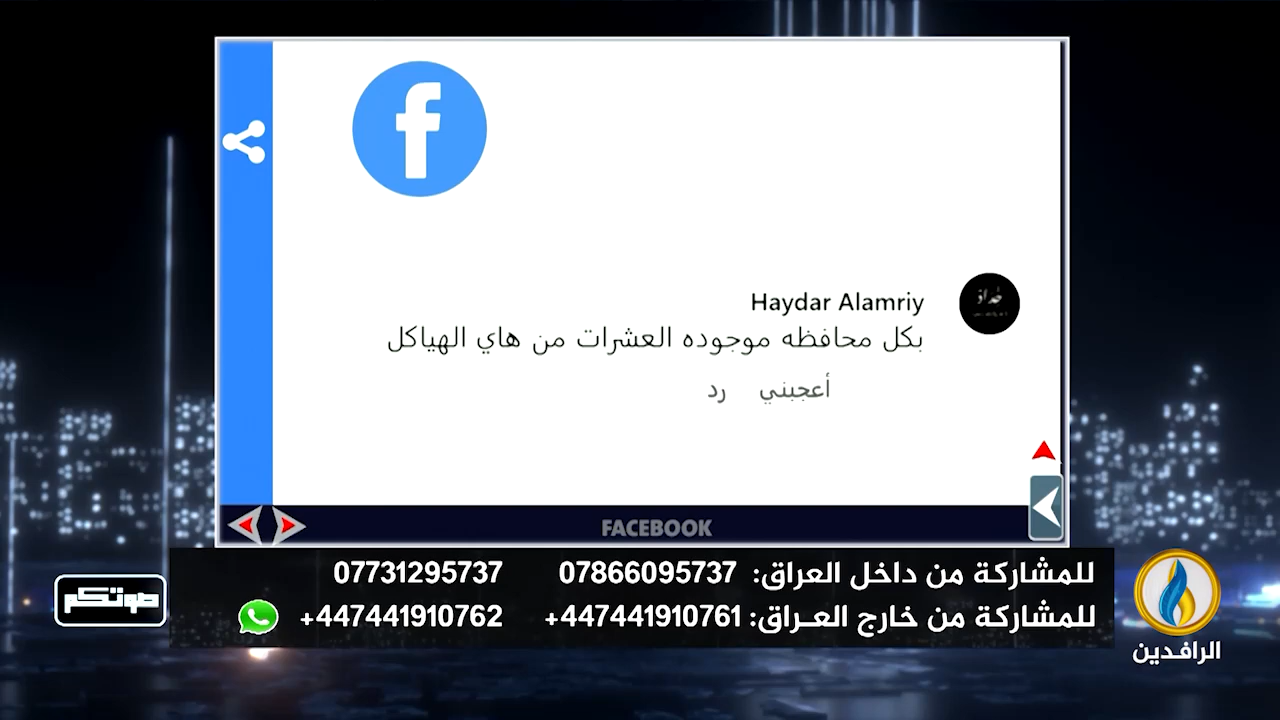 Haydar Alamriy
بكل محافظه موجوده العشرات من هاي الهياكل
أعجبني رد
FACEBOOK
للمشاركة من داخل العراق: 07866095737 07731295737
للمشاركة من خارج العـراق: 447441910761+ 447441910762+
صوتكم
الرافـدين